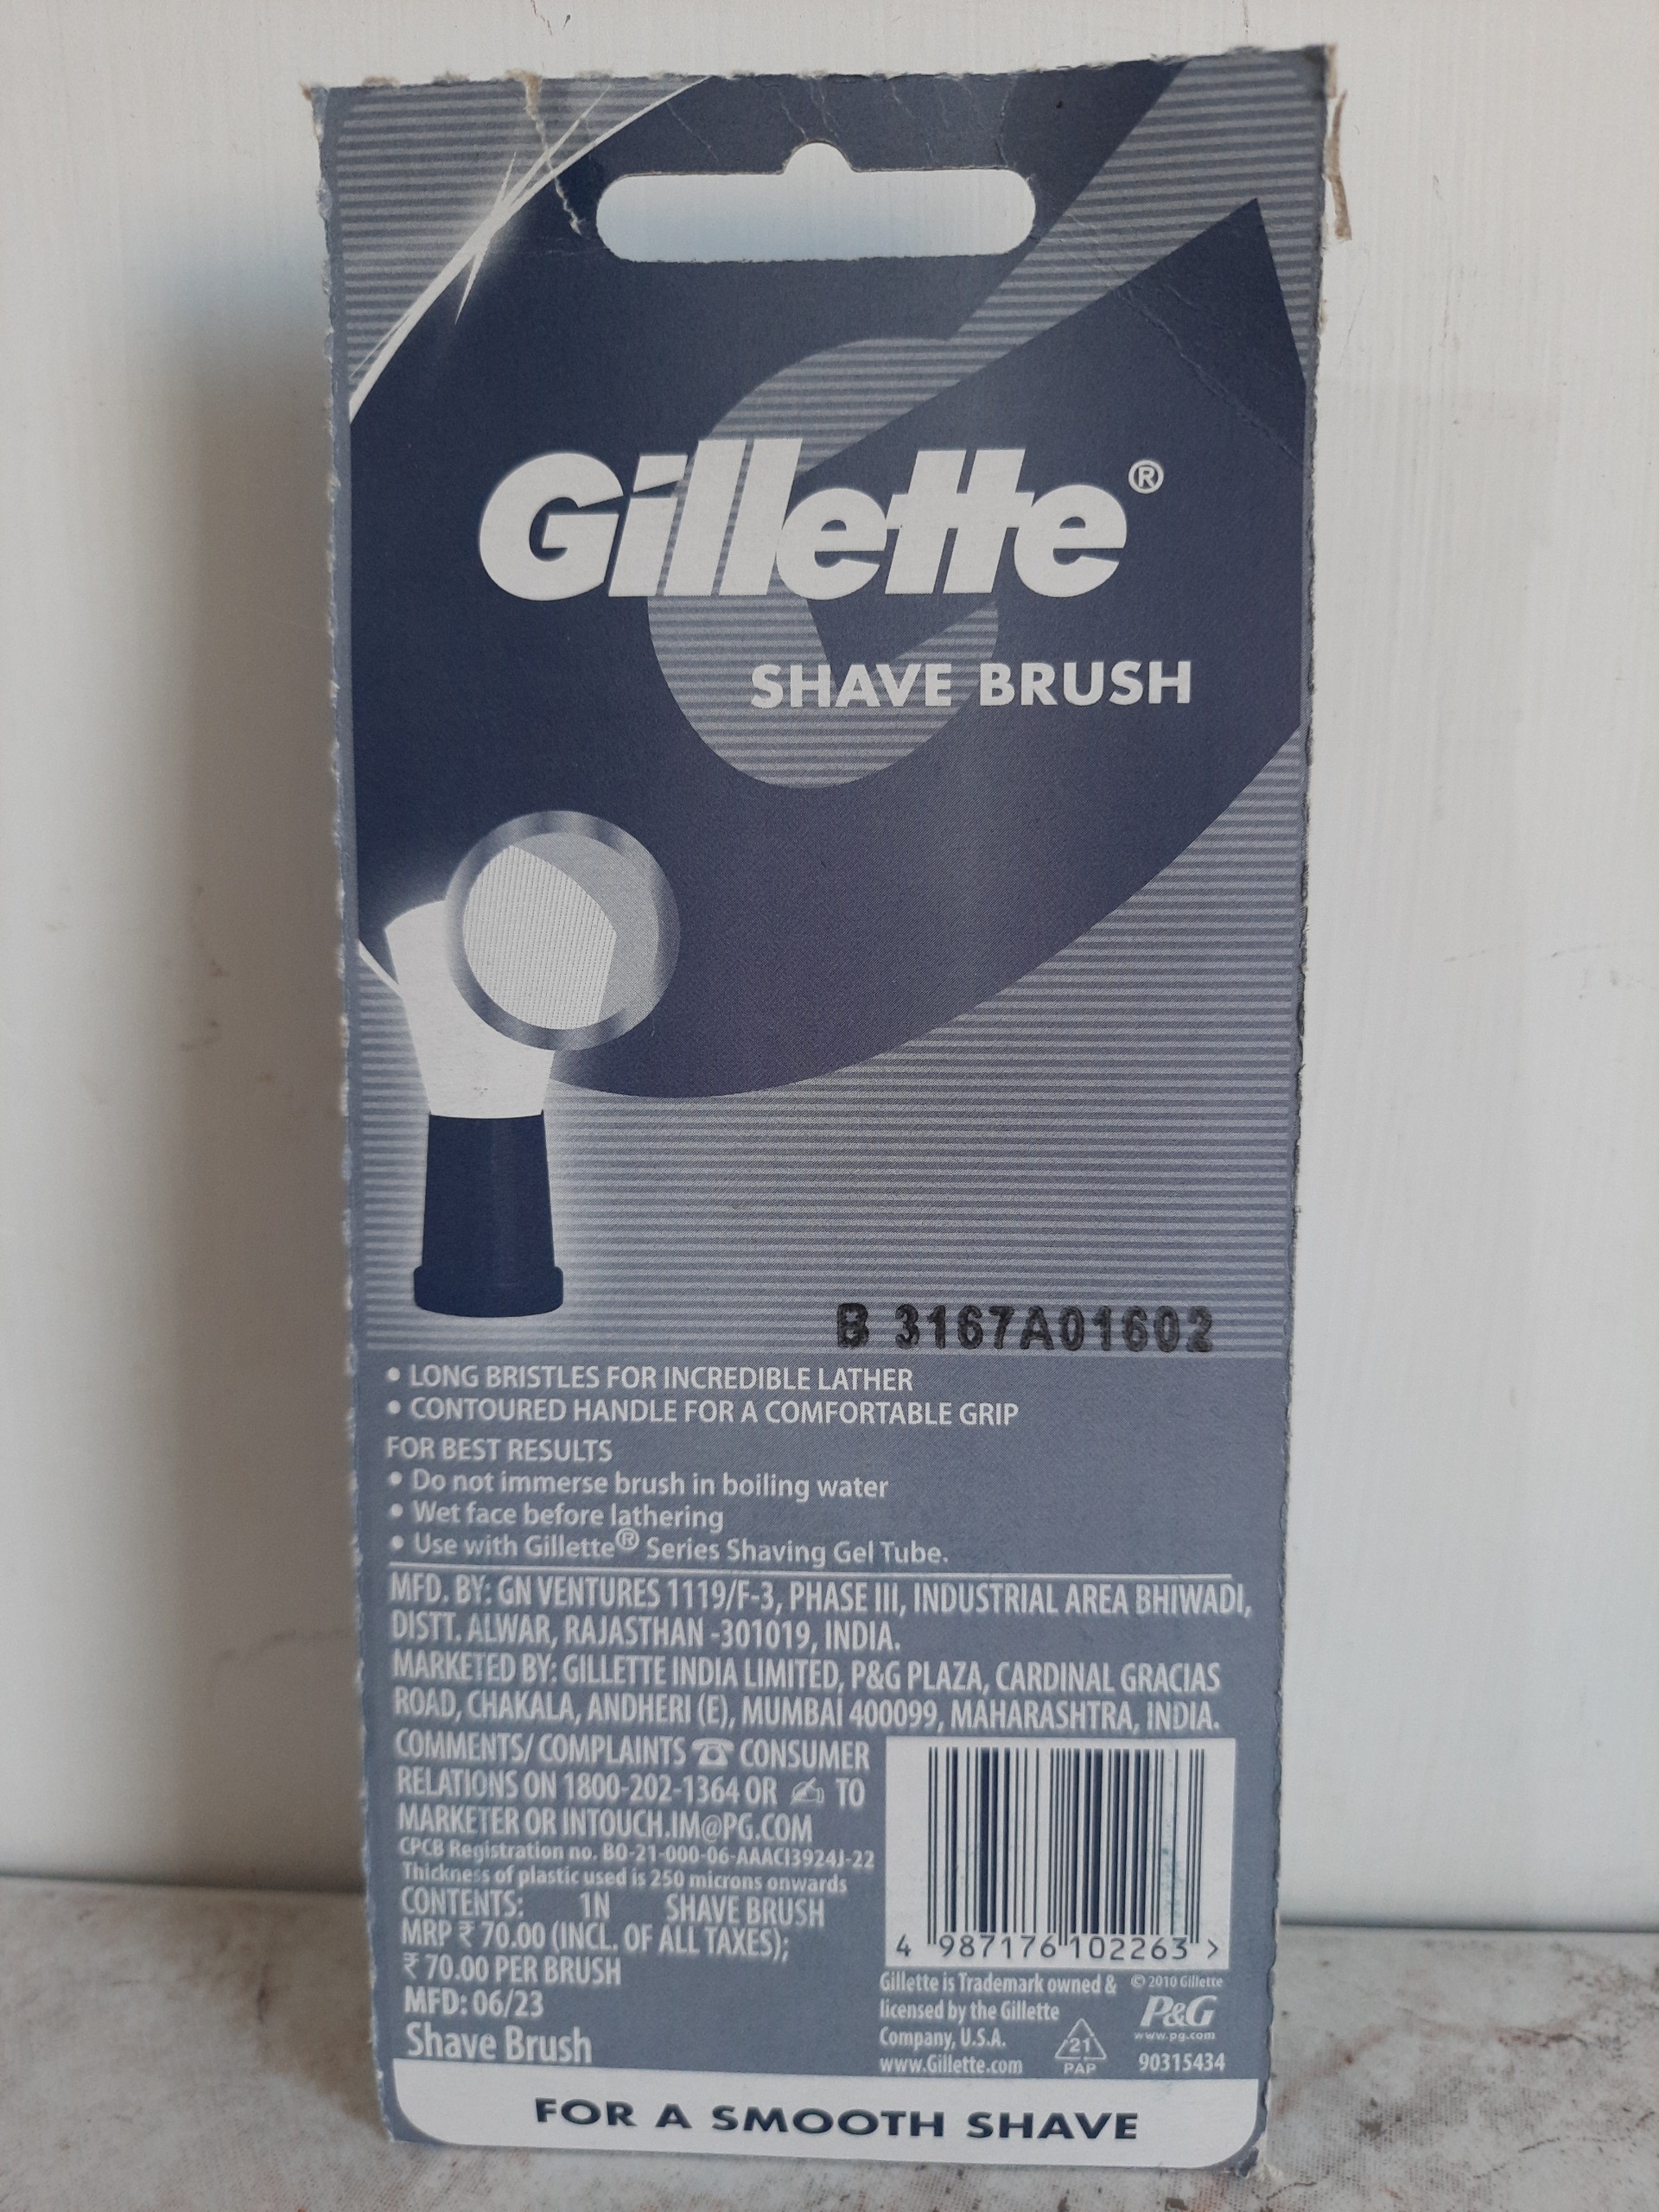 Gillette®
SHAVE BRUSH
B 3167A01602
• LONG BRISTLES FOR INCREDIBLE LATHER
• CONTOURED HANDLE FOR A COMFORTABLE GRIP
FOR BEST RESULTS
• Do not immerse brush in boiling water
• Wet face before lathering
• Use with Gillette® Series Shaving Gel Tube.
MFD. BY: GN VENTURES 1119/F-3, PHASE III, INDUSTRIAL AREA BHIWADI,
DISTT. ALWAR, RAJASTHAN -301019, INDIA.
MARKETED BY: GILLETTE INDIA LIMITED, P&G PLAZA, CARDINAL GRACIAS
ROAD, CHAKALA, ANDHERI (E), MUMBAI 400099, MAHARASHTRA, INDIA.
COMMENTS/ COMPLAINTS ☎ CONSUMER
RELATIONS ON 1800-202-1364 OR ✍ TO
MARKETER OR INTOUCH.IM@PG.COM
CPCB Registration no. BO-21-000-06-AAACI3924J-22
Thickness of plastic used is 250 microns onwards
CONTENTS: 1N SHAVE BRUSH
MRP ₹ 70.00 (INCL. OF ALL TAXES);
₹ 70.00 PER BRUSH
MFD: 06/23
Shave Brush
4 987176 102263 >
Gillette is Trademark owned &
licensed by the Gillette
Company, U.S.A.
www.Gillette.com
21
PAP
© 2010 Gillette
P&G
www.pg.com
90315434
FOR A SMOOTH SHAVE